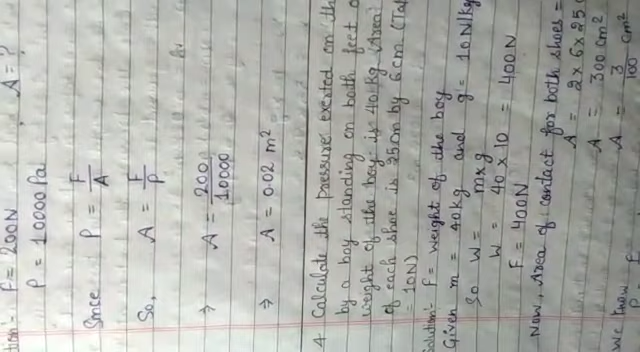 tion:- F = 200N , A = ?
P = 10000 Pa
Since P = F/A
So, A = F/P
⇒ A = 200/10000
⇒ A = 0.02 m²
4 Calculate the pressure exerted on th
by a boy standing on both feet
weight of the boy is 40 kg (Area
of each shoe is 25cm by 6cm (Ta
= 10N)
Solution:- F = weight of the boy
Given m = 40kg and g = 10N/kg
So W = m×g
W = 40 × 10 = 400N
F = 400N
Now, Area of contact for both shoes =
A = 2×6×25
A = 300 cm²
A = 3/100 cm²
We know F
P =